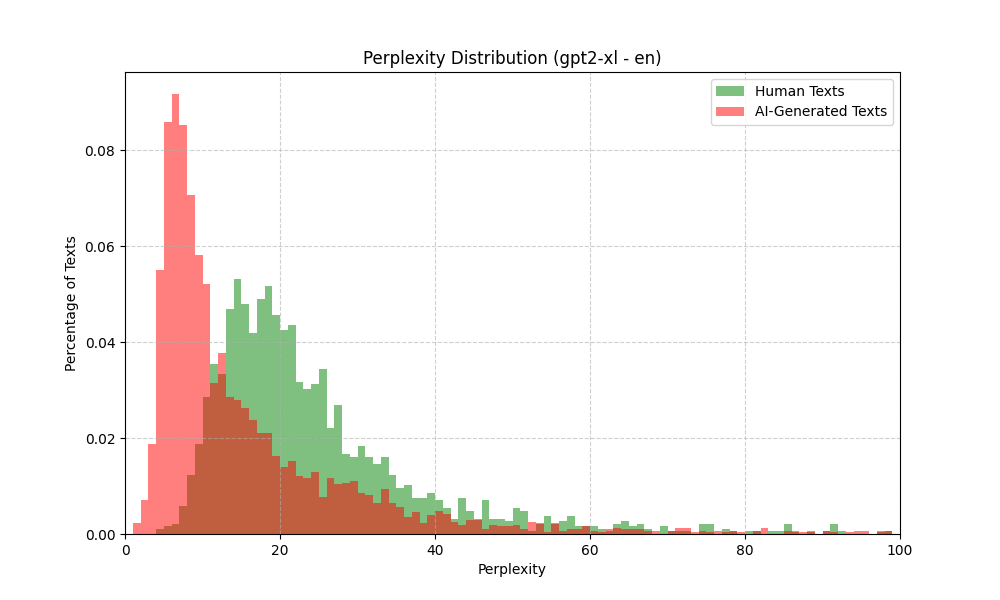 Perplexity Distribution (gpt2-xl - en)
Human Texts
AI-Generated Texts
Percentage of Texts
0.08
0.06
0.04
0.02
0.00
0 20 40 60 80 100
Perplexity